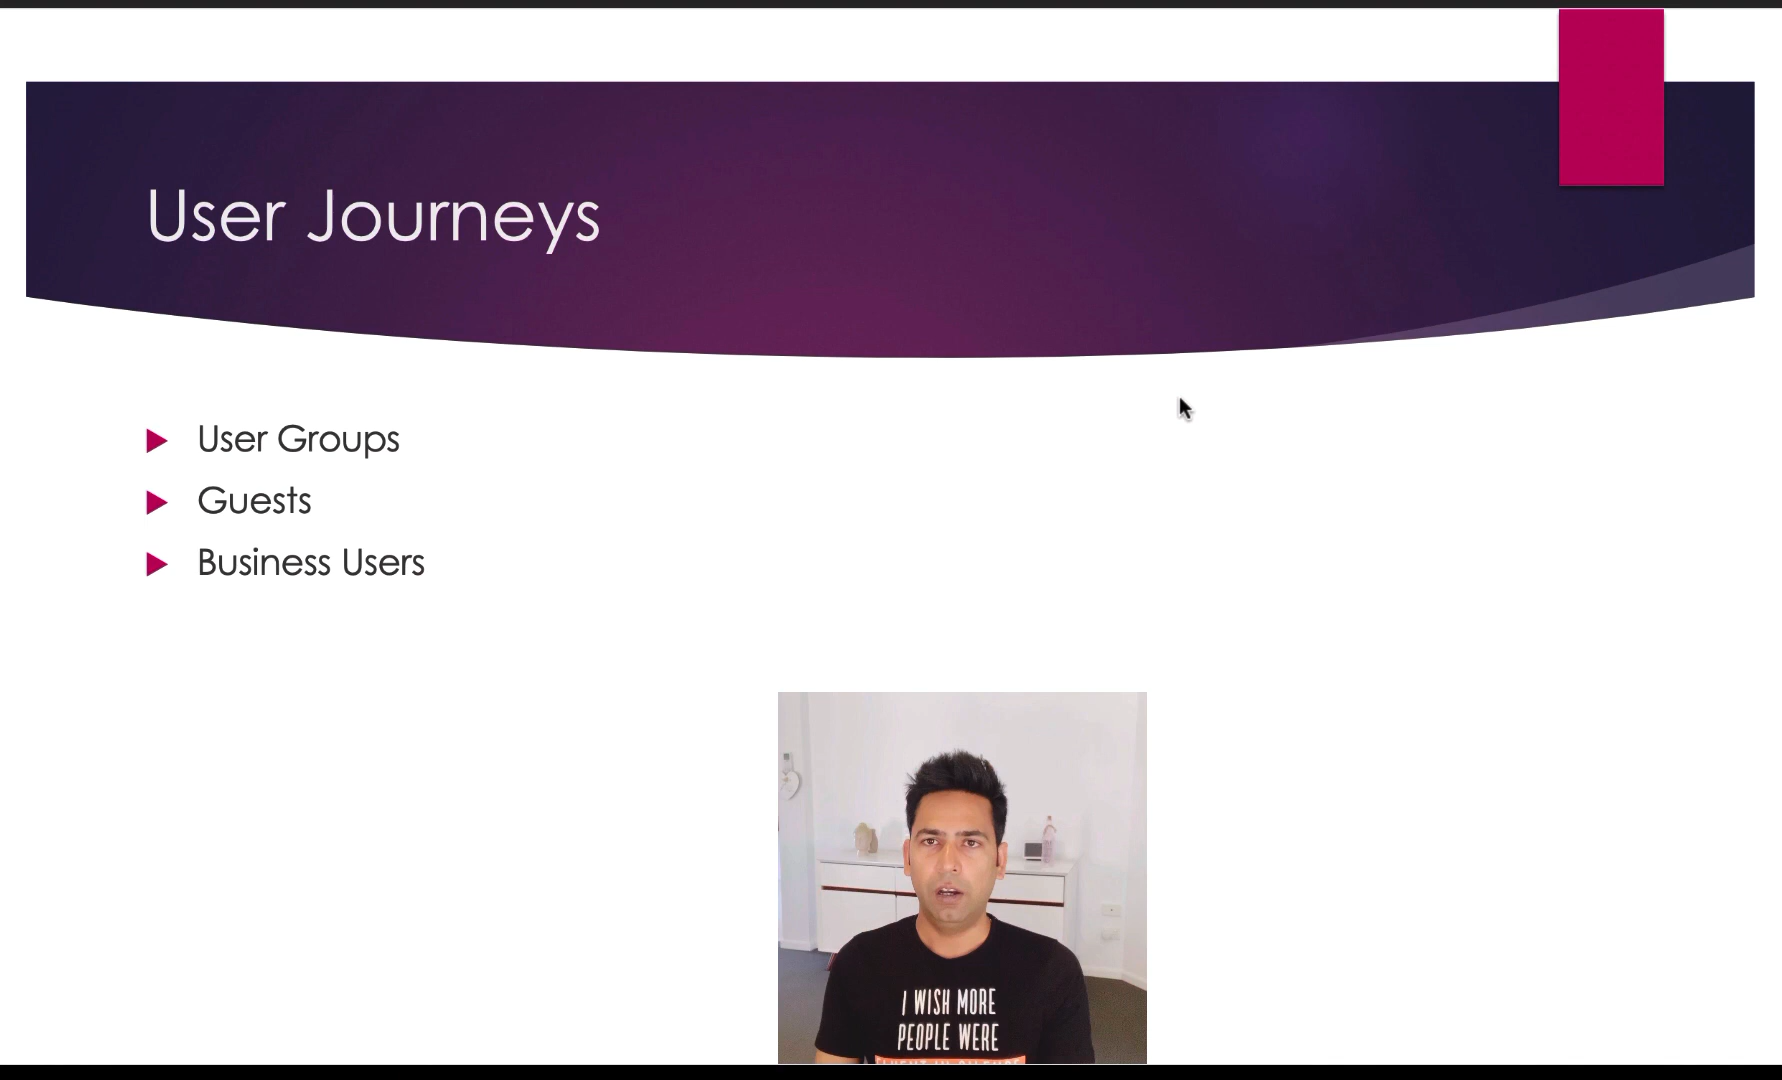 User Journeys
User Groups
Guests
Business Users
I WISH MORE
PEOPLE WERE